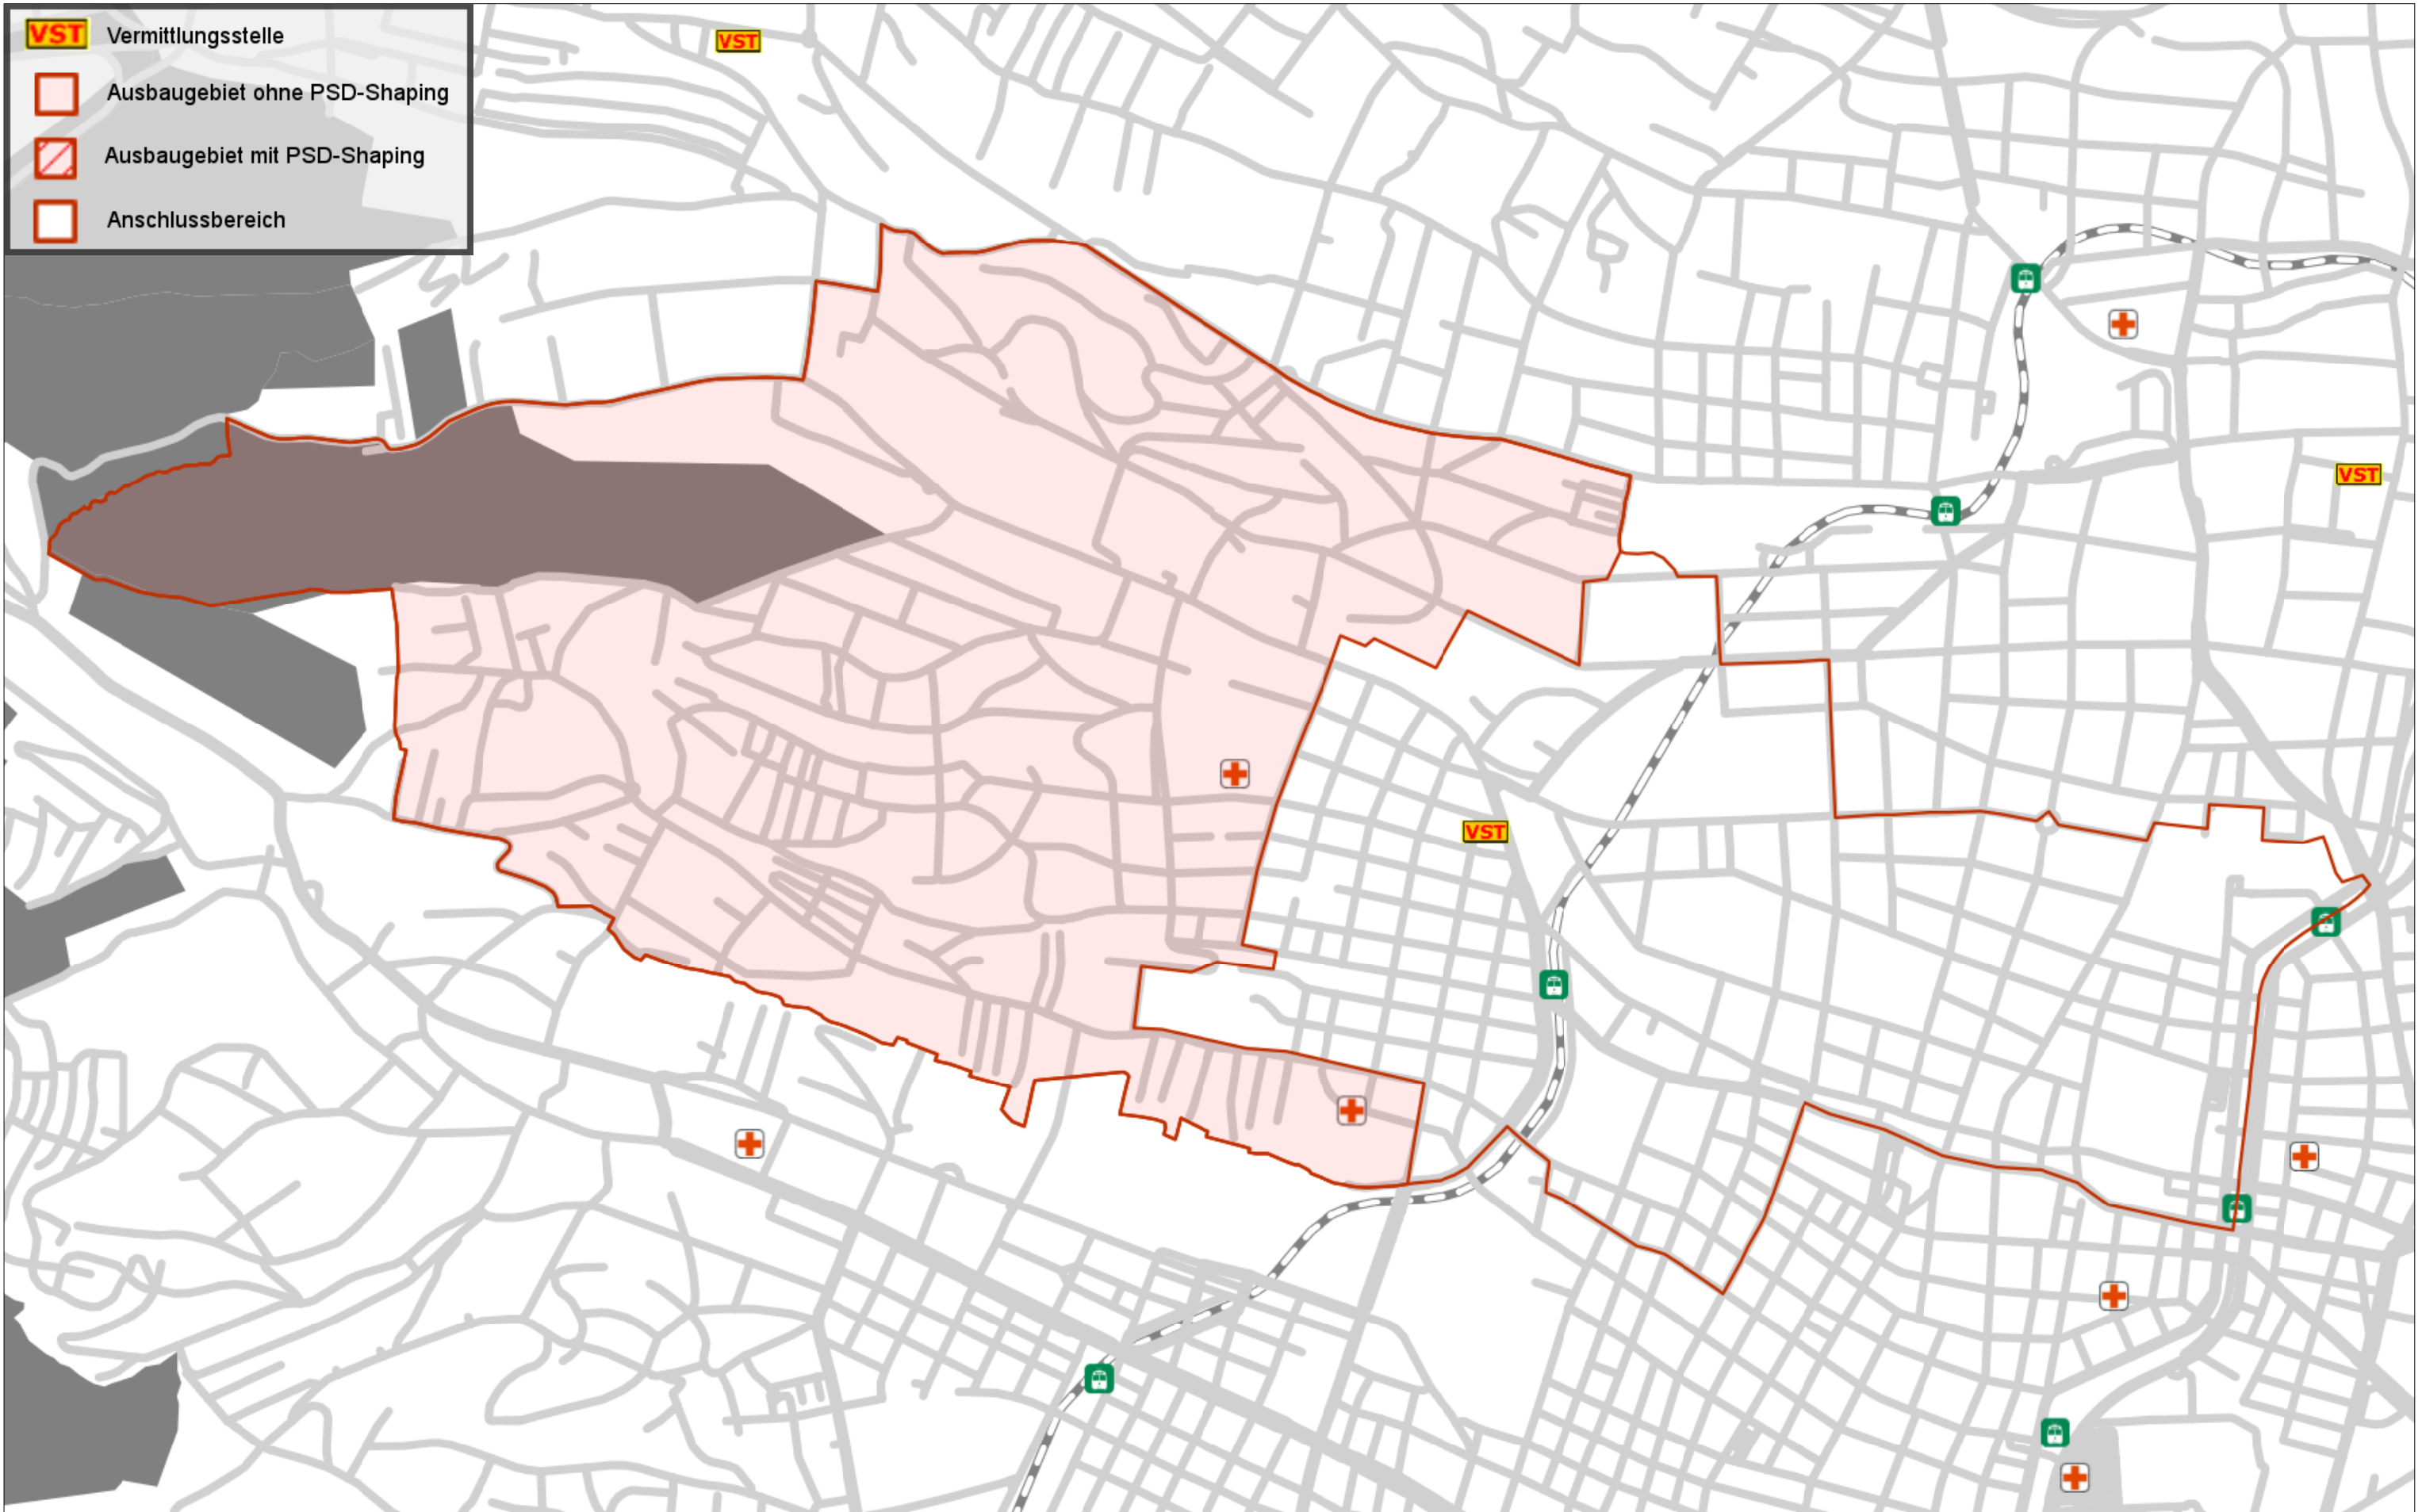 VST Vermittlungsstelle
Ausbaugebiet ohne PSD-Shaping
Ausbaugebiet mit PSD-Shaping
Anschlussbereich
VST
VST
VST